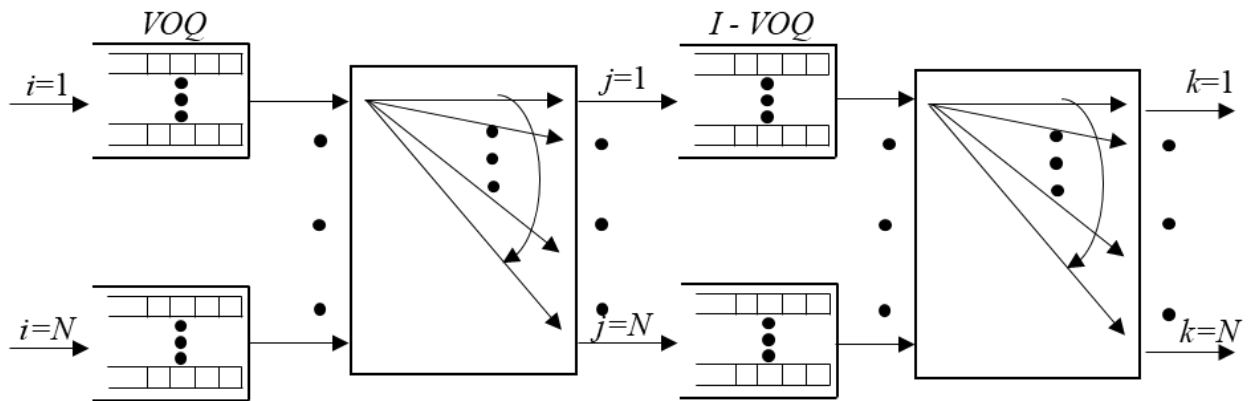 VOQ
I - VOQ
i=1
j=1
k=1
i=N
j=N
k=N